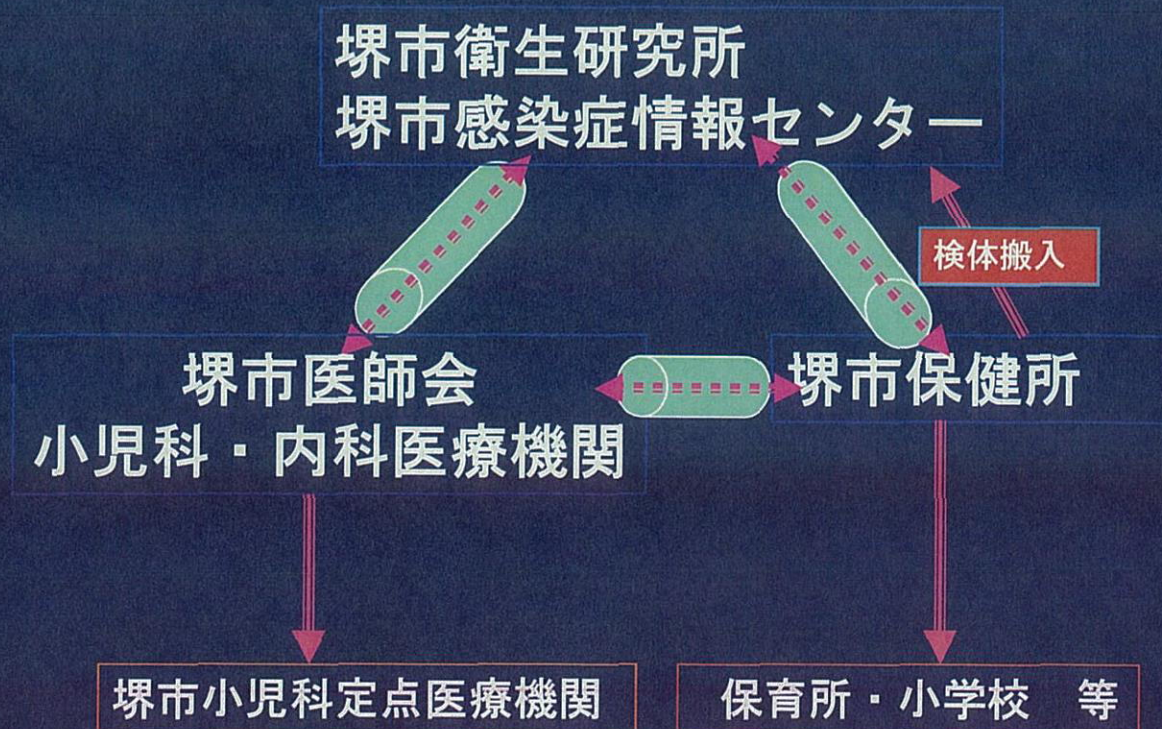 堺市衛生研究所
堺市感染症情報センター
検体搬入
堺市医師会
小児科・内科医療機関
堺市保健所
堺市小児科定点医療機関
保育所・小学校　等